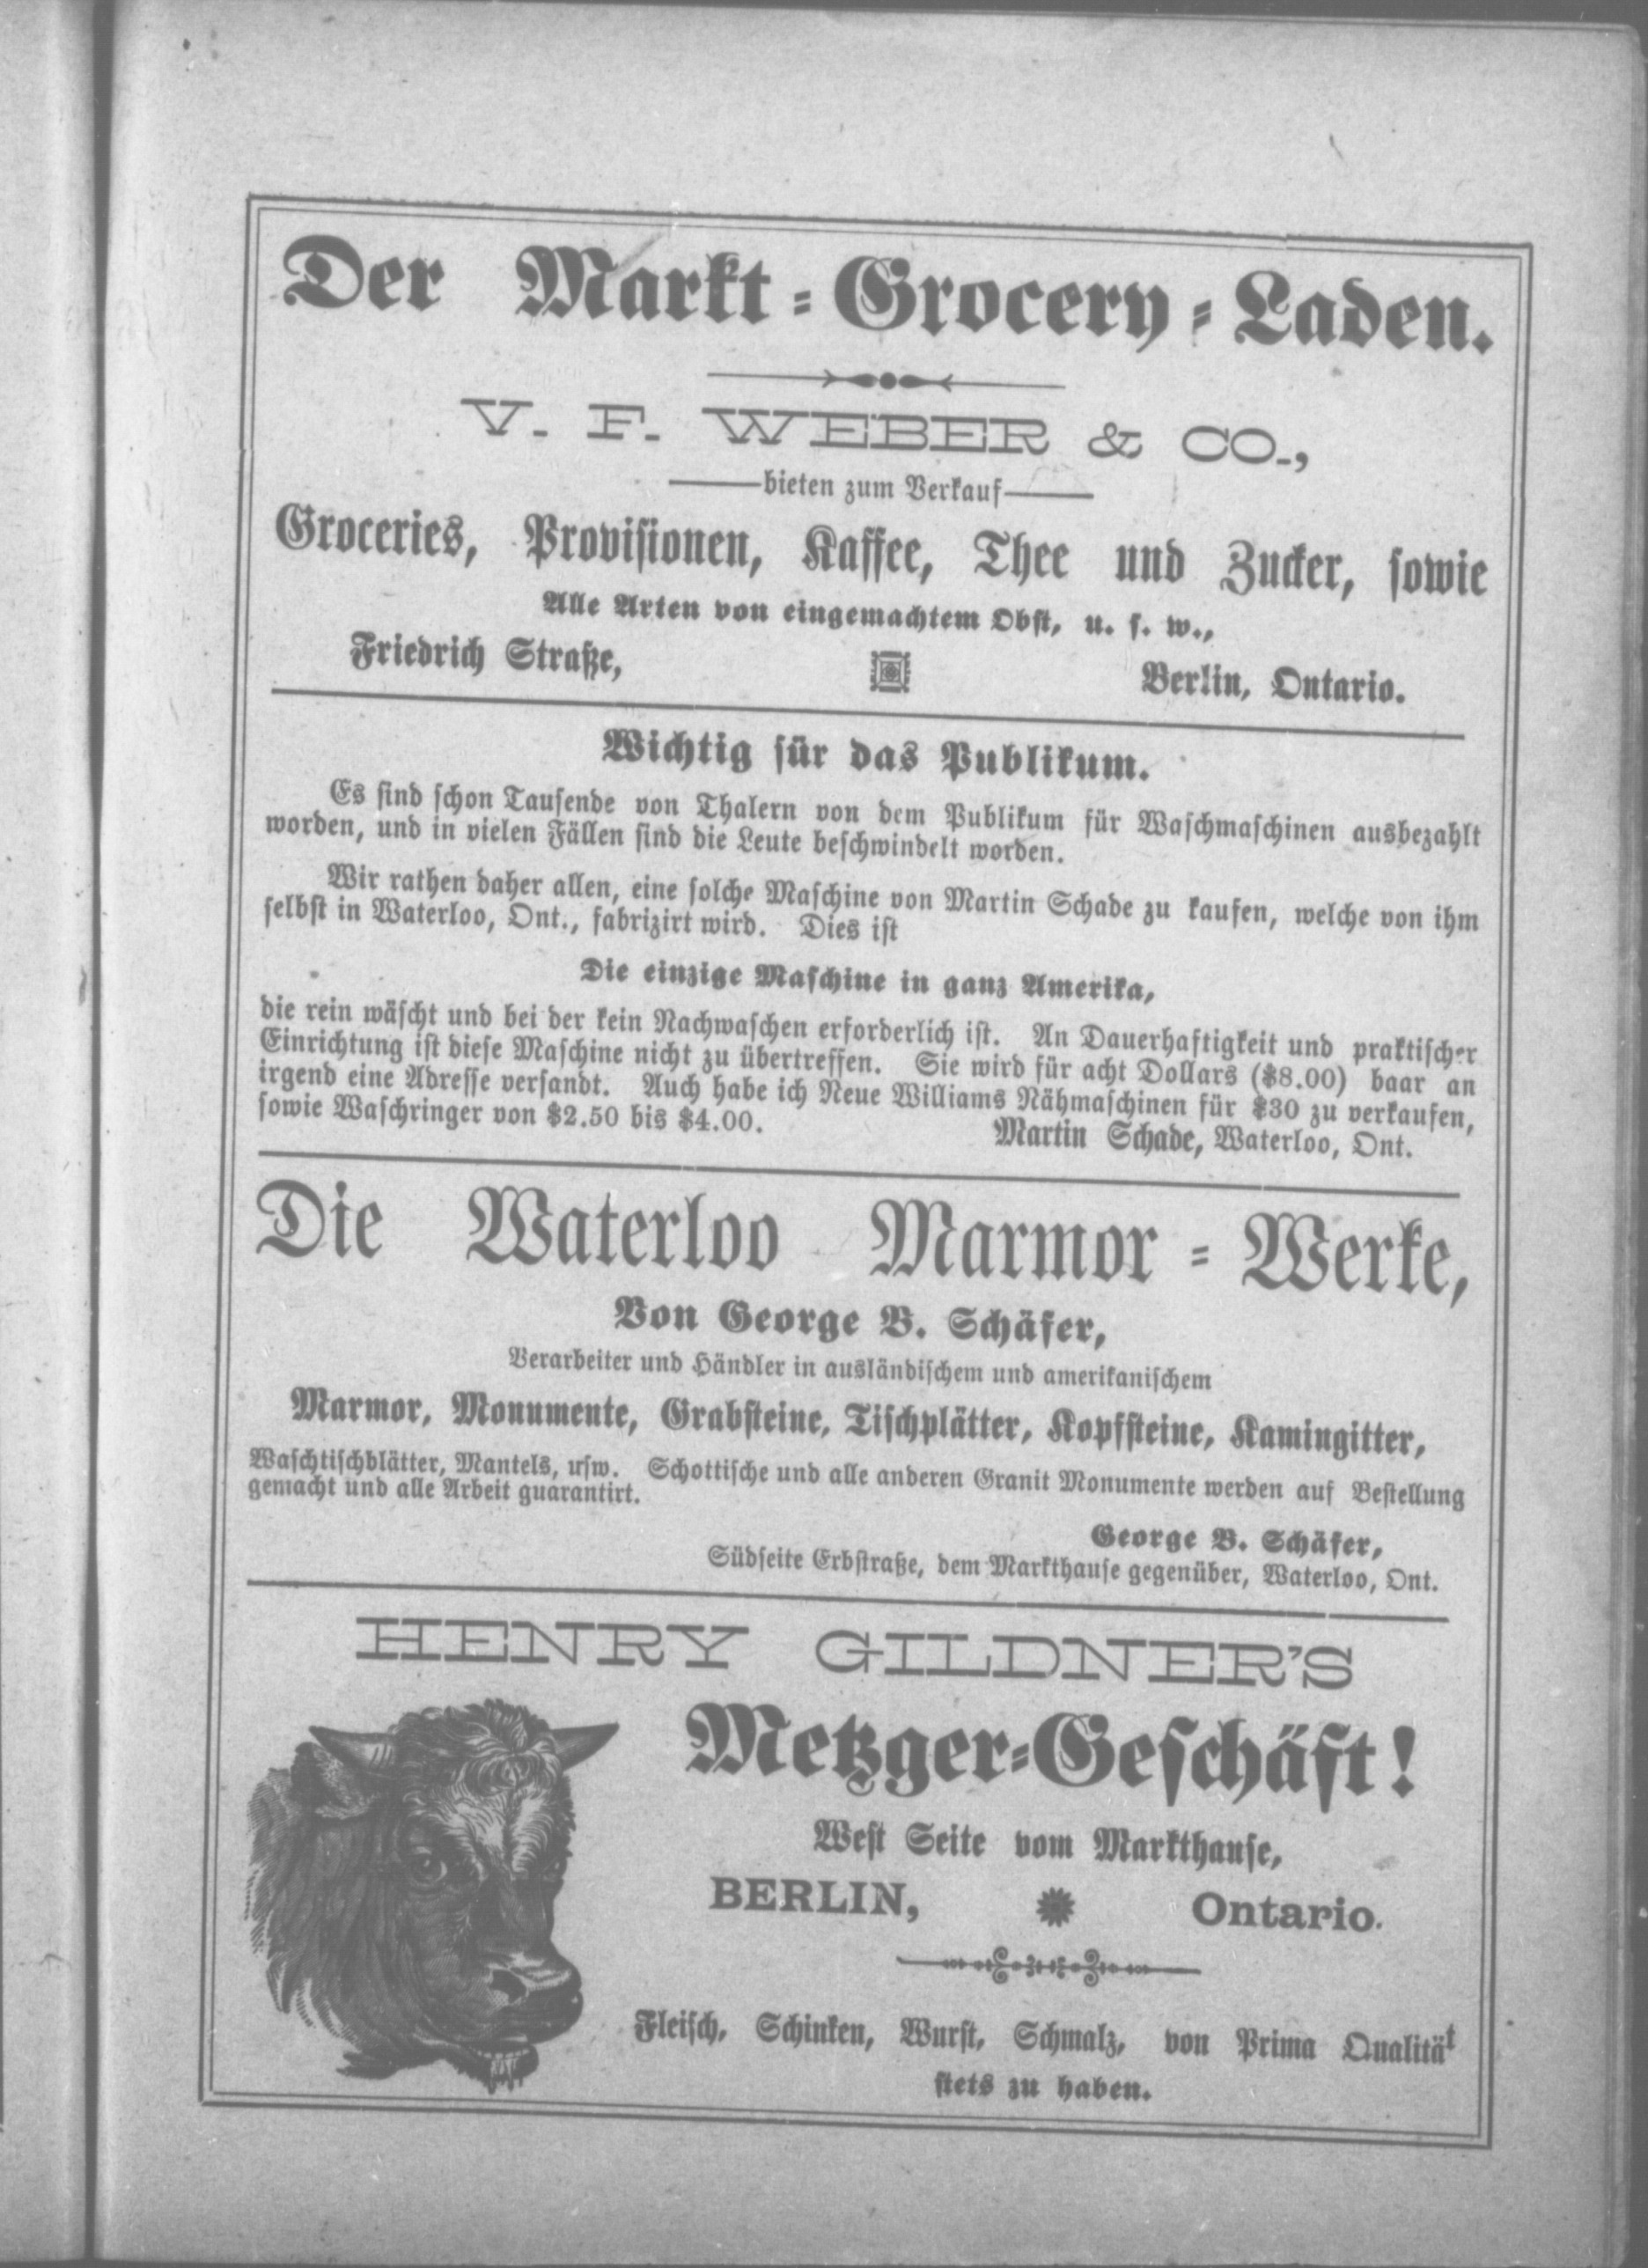 Der Markt-Grocery-Laden.
V. F. WEBER & CO.,
bieten zum Verkauf
Groceries, Provisionen, Kaffee, Thee und Zucker, sowie
Alle Arten von eingemachtem Obst, u. s. w.,
Friedrich Straße, Berlin, Ontario.
Wichtig für das Publikum.
Es sind schon Tausende von Thalern von dem Publikum für Waschmaschinen ausbezahlt
worden, und in vielen Fällen sind die Leute beschwindelt worden.
Wir rathen daher allen, eine solche Maschine von Martin Schade zu kaufen, welche von ihm
selbst in Waterloo, Ont., fabrizirt wird. Dies ist
Die einzige Maschine in ganz Amerika,
die rein wäscht und bei der kein Nachwaschen erforderlich ist. An Dauerhaftigkeit und praktischer
Einrichtung ist diese Maschine nicht zu übertreffen. Sie wird für acht Dollars ($8.00) baar an
irgend eine Adresse versandt. Auch habe ich Neue Williams Nähmaschinen für $30 zu verkaufen,
sowie Waschringer von $2.50 bis $4.00. Martin Schade, Waterloo, Ont.
Die Waterloo Marmor-Werke,
Von George B. Schäfer,
Verarbeiter und Händler in ausländischem und amerikanischem
Marmor, Monumente, Grabsteine, Tischplätter, Kopfsteine, Kamingitter,
Waschtischblätter, Mantels, usw. Schottische und alle anderen Granit Monumente werden auf Bestellung
gemacht und alle Arbeit guarantirt.
George B. Schäfer,
Südseite Erbstraße, dem Markthause gegenüber, Waterloo, Ont.
HENRY GILDNER'S
Metzger-Geschäft!
West Seite vom Markthause,
BERLIN, Ontario.
Fleisch, Schinken, Wurst, Schmalz, von Prima Qualität
stets zu haben.